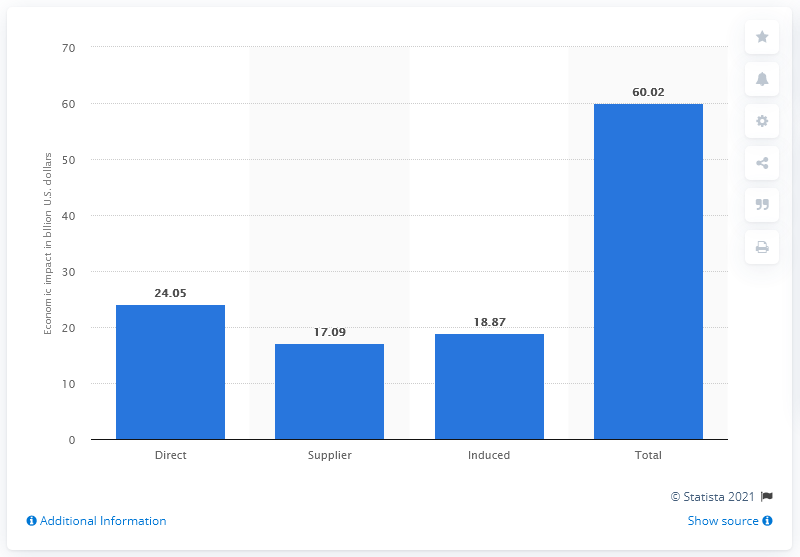 70
60
50
40
30
20
10
0
Economic impact in bllion U.S. dollars
24.05
17.09
18.87
60.02
Direct
Supplier
Induced
Total
© Statista 2021
Additional Information
Show source